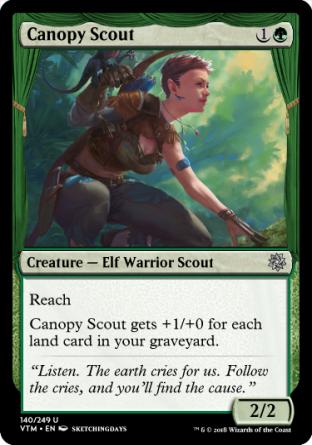 Canopy Scout 1
Creature — Elf Warrior Scout
Reach
Canopy Scout gets +1/+0 for each
land card in your graveyard.
“Listen. The earth cries for us. Follow
the cries, and you’ll find the cause.”
2/2
140/249 U
VTM • EN SKETCHINGDAYS
™ & © 2018 Wizards of the Coast